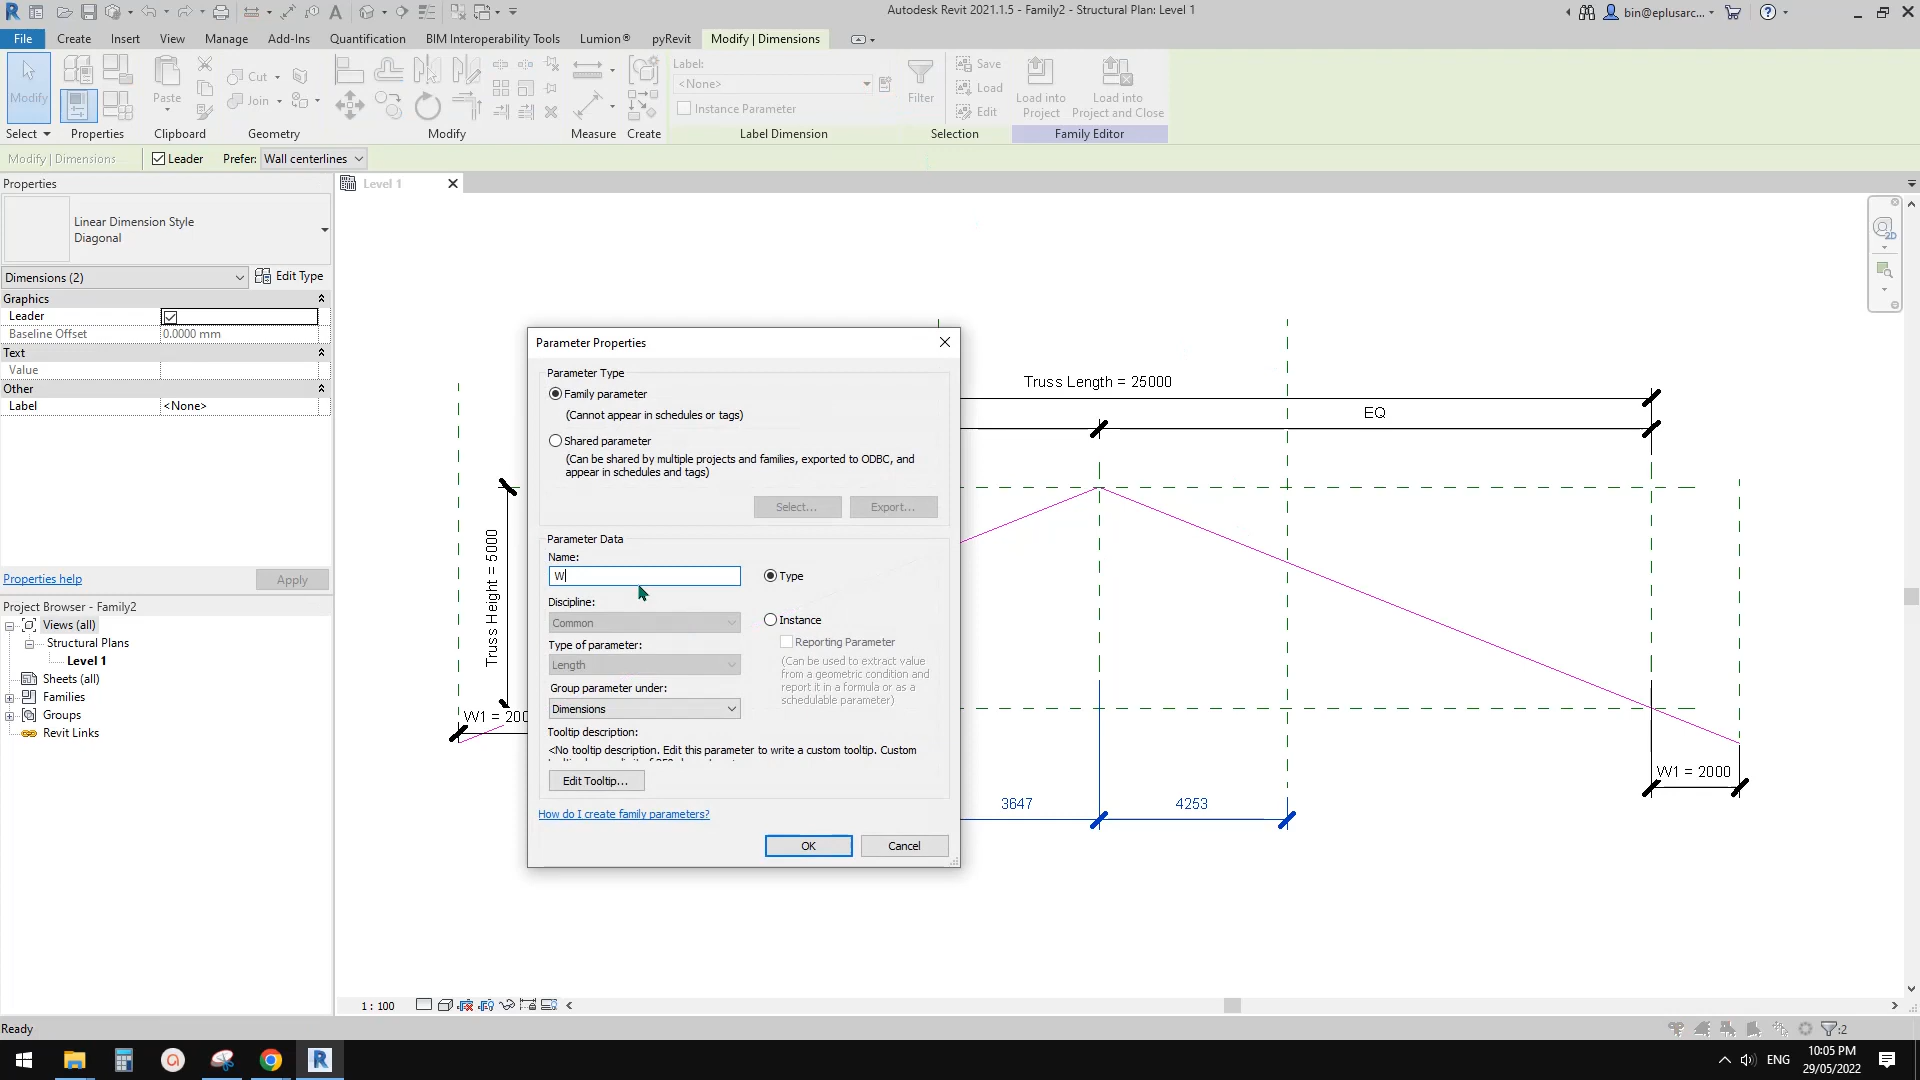 Autodesk Revit 2021.1.5 - Family2 - Structural Plan: Level 1
bin@eplusarc...
File Create Insert View Manage Add-Ins Quantification BIM Interoperability Tools Lumion® pyRevit Modify | Dimensions
Modify
Paste
Cut
Join
Label:
<None>
Instance Parameter
Filter
Save
Load
Edit
Load into Project
Load into Project and Close
Select Properties Clipboard Geometry Modify Measure Create Label Dimension Selection Family Editor
Modify | Dimensions
Leader
Prefer: Wall centerlines
Properties
Level 1
Linear Dimension Style
Diagonal
Dimensions (2)
Edit Type
Graphics
Leader
Baseline Offset 0.0000 mm
Text
Value
Other
Label <None>
Properties help
Apply
Project Browser - Family2
Views (all)
Structural Plans
Level 1
Sheets (all)
Families
Groups
Revit Links
Parameter Properties
Parameter Type
Family parameter
(Cannot appear in schedules or tags)
Shared parameter
(Can be shared by multiple projects and families, exported to ODBC, and
appear in schedules and tags)
Select...
Export...
Parameter Data
Name:
W
Type
Discipline:
Common
Instance
Type of parameter:
Length
Reporting Parameter
(Can be used to extract value
from a geometric condition and
report it in a formula or as a
schedulable parameter)
Group parameter under:
Dimensions
Tooltip description:
<No tooltip description. Edit this parameter to write a custom tooltip. Custom
Edit Tooltip...
How do I create family parameters?
OK
Cancel
Truss Length = 25000
EQ
Truss Height = 5000
W1 = 200
W1 = 2000
3647
4253
2D
1 : 100
Ready
:2
ENG
10:05 PM
29/05/2022